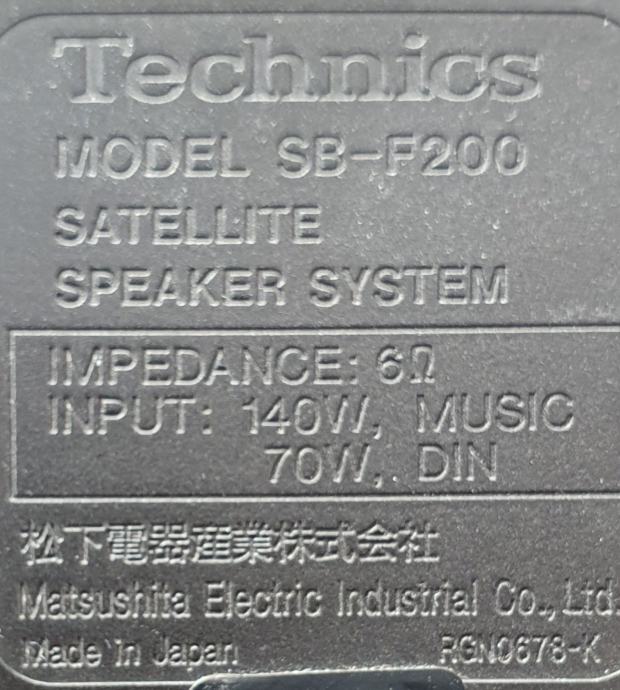 Technics
MODEL SB-F200
SATELLITE
SPEAKER SYSTEM
IMPEDANCE: 6Ω
INPUT: 140W, MUSIC
70W, DIN
松下電器産業株式会社
Matsushita Electric Industrial Co., Ltd.
Made in Japan RGN0678-K